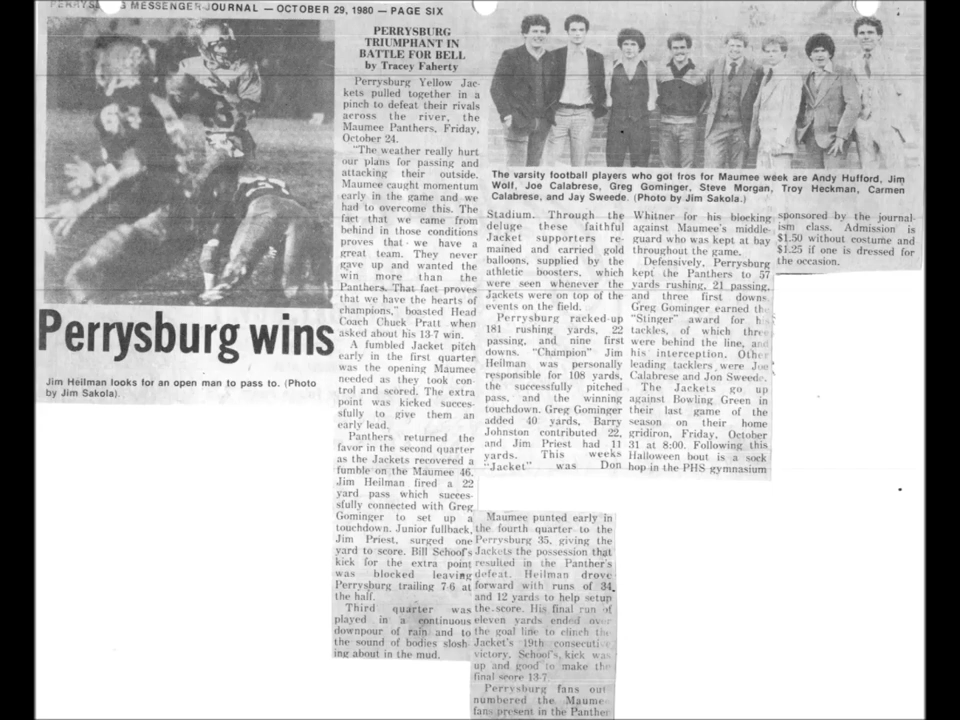 MESSENGER-JOURNAL — OCTOBER 29, 1980 — PAGE SIX
Perrysburg wins
Jim Heilman looks for an open man to pass to. (Photo
by Jim Sakola).
PERRYSBURG
TRIUMPHANT IN
BATTLE FOR BELL
by Tracey Faherty
Perrysburg Yellow Jac-
kets pulled together in a
pinch to defeat their rivals
across the river, the
Maumee Panthers, Friday,
October 24.
"The weather really hurt
our plans for passing and
attacking their outside.
Maumee caught momentum
early in the game and we
had to overcome this. The
fact that we came from
behind in those conditions
proves that we have a
great team. They never
gave up and wanted the
win more than the
Panthers. That fact proves
that we have the hearts of
champions," boasted Head
Coach Chuck Pratt when
asked about his 13-7 win.
A fumbled Jacket pitch
early in the first quarter
was the opening Maumee
needed as they took con-
trol and scored. The extra
point was kicked succes-
sfully to give them an
early lead.
Panthers returned the
favor in the second quarter
as the Jackets recovered a
fumble on the Maumee 46.
Jim Heilman fired a 22
yard pass which succes-
sfully connected with Greg
Gominger to set up a
touchdown. Junior fullback,
Jim Priest, surged one
yard to score. Bill Schoof's
kick for the extra point
was blocked leaving
Perrysburg trailing 7-6 at
the half.
Third quarter was
played in a continuous
downpour of rain and to
the sound of bodies slosh-
ing about in the mud.
Maumee punted early in
the fourth quarter to the
Perrysburg 35, giving the
Jackets the possession that
resulted in the Panther's
defeat. Heilman drove
forward with runs of 34
and 12 yards to help setup
the score. His final run of
eleven yards ended over
the goal line to clinch the
Jacket's 19th consecutive
victory. Schoof's kick was
up and good to make the
final score 13-7.
Perrysburg fans out
numbered the Maumee
fans present in the Panther
The varsity football players who got fros for Maumee week are Andy Hufford, Jim
Wolf, Joe Calabrese, Greg Gominger, Steve Morgan, Troy Heckman, Carmen
Calabrese, and Jay Sweede. (Photo by Jim Sakola.)
Stadium. Through the
deluge these faithful
Jacket supporters re-
mained and carried gold
balloons, supplied by the
athletic boosters, which
were seen whenever the
Jackets were on top of the
events on the field.
Perrysburg racked-up
181 rushing yards, 22
passing, and nine first
downs. "Champion" Jim
Heilman was personally
responsible for 108 yards,
the successfully pitched
pass, and the winning
touchdown. Greg Gominger
added 40 yards, Barry
Johnston contributed 22,
and Jim Priest had 11
yards. This weeks
"Jacket" was Don
Whitner for his blocking
against Maumee's middle
guard who was kept at bay
throughout the game.
Defensively, Perrysburg
kept the Panthers to 57
yards rushing, 21 passing,
and three first downs.
Greg Gominger earned the
"Stinger" award for his
tackles, of which three
were behind the line, and
his interception. Other
leading tacklers were Joe
Calabrese and Jon Sweede.
The Jackets go up
against Bowling Green in
their last game of the
season on their home
gridiron, Friday, October
31 at 8:00. Following this
Halloween bout is a sock
hop in the PHS gymnasium
sponsored by the journal-
ism class. Admission is
$1.50 without costume and
$1.25 if one is dressed for
the occasion.